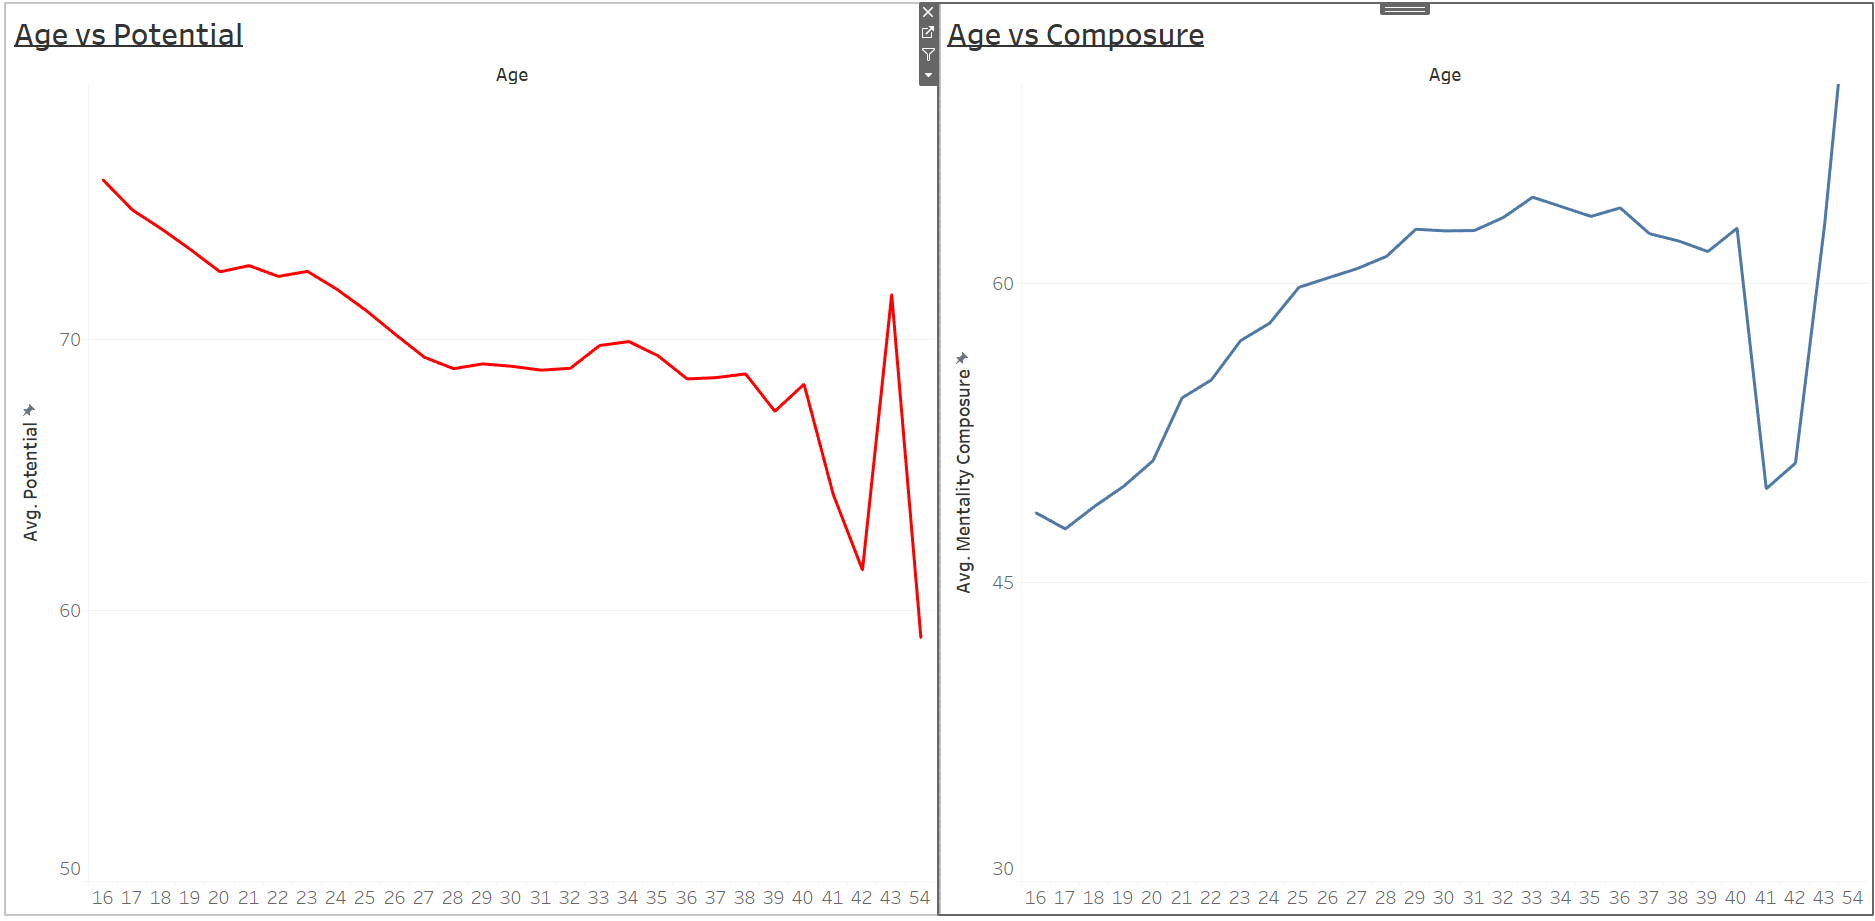 Age vs Potential
Age
Avg. Potential
70
60
50
16 17 18 19 20 21 22 23 24 25 26 27 28 29 30 31 32 33 34 35 36 37 38 39 40 41 42 43 54
Age vs Composure
Age
Avg. Mentality Composure
60
45
30
16 17 18 19 20 21 22 23 24 25 26 27 28 29 30 31 32 33 34 35 36 37 38 39 40 41 42 43 54